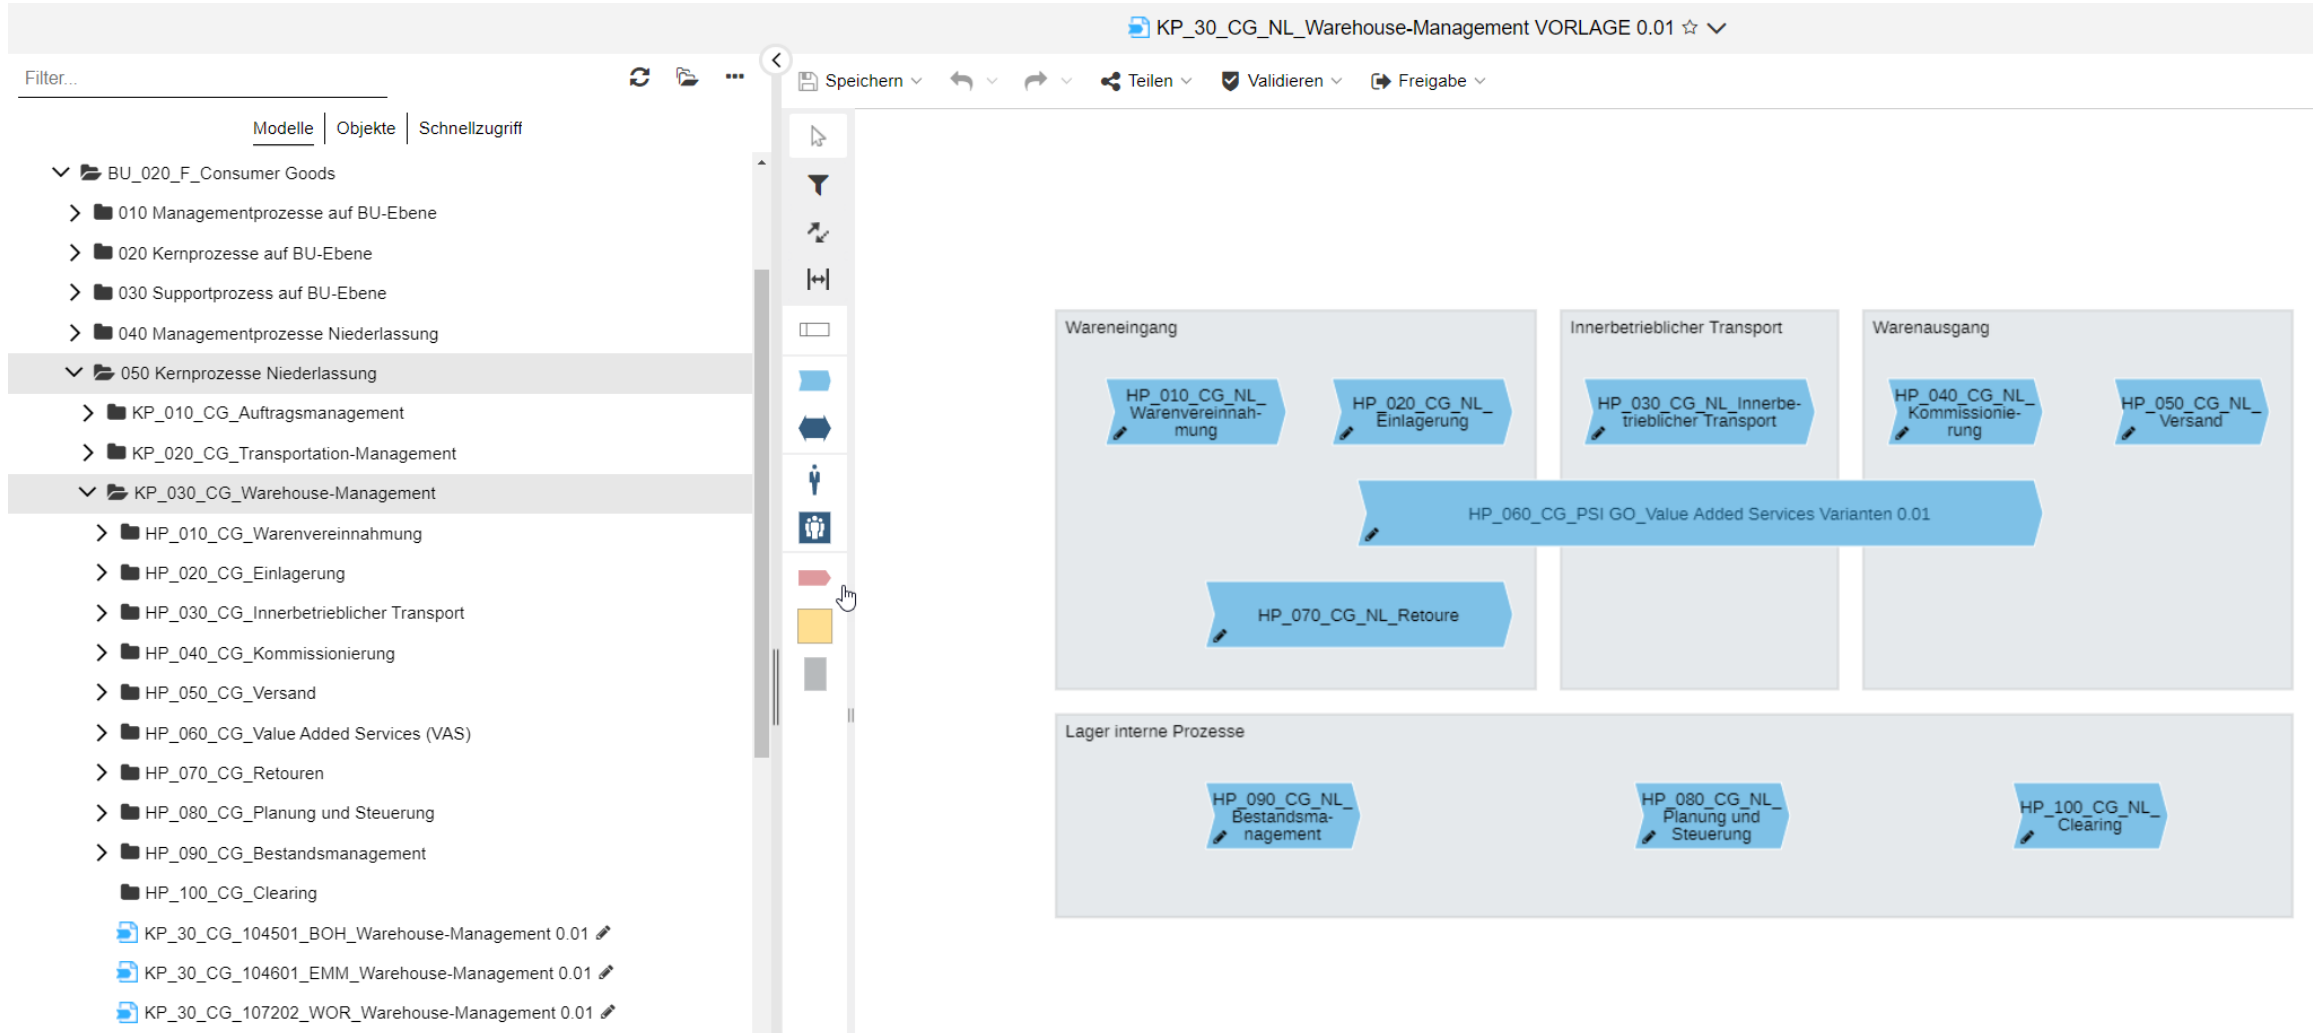 KP_30_CG_NL_Warehouse-Management VORLAGE 0.01
Filter...
Speichern
Teilen
Validieren
Freigabe
Modelle
Objekte
Schnellzugriff
BU_020_F_Consumer Goods
010 Managementprozesse auf BU-Ebene
020 Kernprozesse auf BU-Ebene
030 Supportprozess auf BU-Ebene
040 Managementprozesse Niederlassung
050 Kernprozesse Niederlassung
KP_010_CG_Auftragsmanagement
KP_020_CG_Transportation-Management
KP_030_CG_Warehouse-Management
HP_010_CG_Warenvereinnahmung
HP_020_CG_Einlagerung
HP_030_CG_Innerbetrieblicher Transport
HP_040_CG_Kommissionierung
HP_050_CG_Versand
HP_060_CG_Value Added Services (VAS)
HP_070_CG_Retouren
HP_080_CG_Planung und Steuerung
HP_090_CG_Bestandsmanagement
HP_100_CG_Clearing
KP_30_CG_104501_BOH_Warehouse-Management 0.01
KP_30_CG_104601_EMM_Warehouse-Management 0.01
KP_30_CG_107202_WOR_Warehouse-Management 0.01
Wareneingang
HP_010_CG_NL_
Warenvereinnah-
mung
HP_020_CG_NL_
Einlagerung
Innerbetrieblicher Transport
HP_030_CG_NL_Innerbe-
trieblicher Transport
Warenausgang
HP_040_CG_NL_
Kommissionie-
rung
HP_050_CG_NL_
Versand
HP_060_CG_PSI GO_Value Added Services Varianten 0.01
HP_070_CG_NL_Retoure
Lager interne Prozesse
HP_090_CG_NL_
Bestandsma-
nagement
HP_080_CG_NL_
Planung und
Steuerung
HP_100_CG_NL_
Clearing